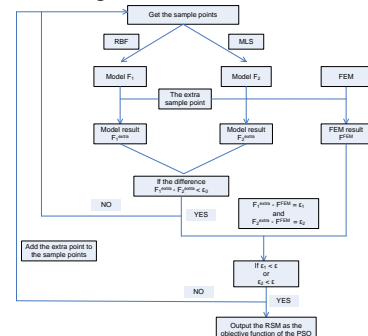 Get the sample points
RBF
MLS
Model F₁
Model F₂
FEM
The extra
sample point
Model result
F₁ᵉˣᵗʳᵃ
Model result
F₂ᵉˣᵗʳᵃ
FEM result
Fᶠᴱᴹ
If the difference
F₁ᵉˣᵗʳᵃ - F₂ᵉˣᵗʳᵃ < ε₀
NO
YES
F₁ᵉˣᵗʳᵃ - Fᶠᴱᴹ = ε₁
and
F₂ᵉˣᵗʳᵃ - Fᶠᴱᴹ = ε₂
Add the extra point to
the sample points
If ε₁ < ε
or
ε₂ < ε
NO
YES
Output the RSM as the
objective function of the PSO